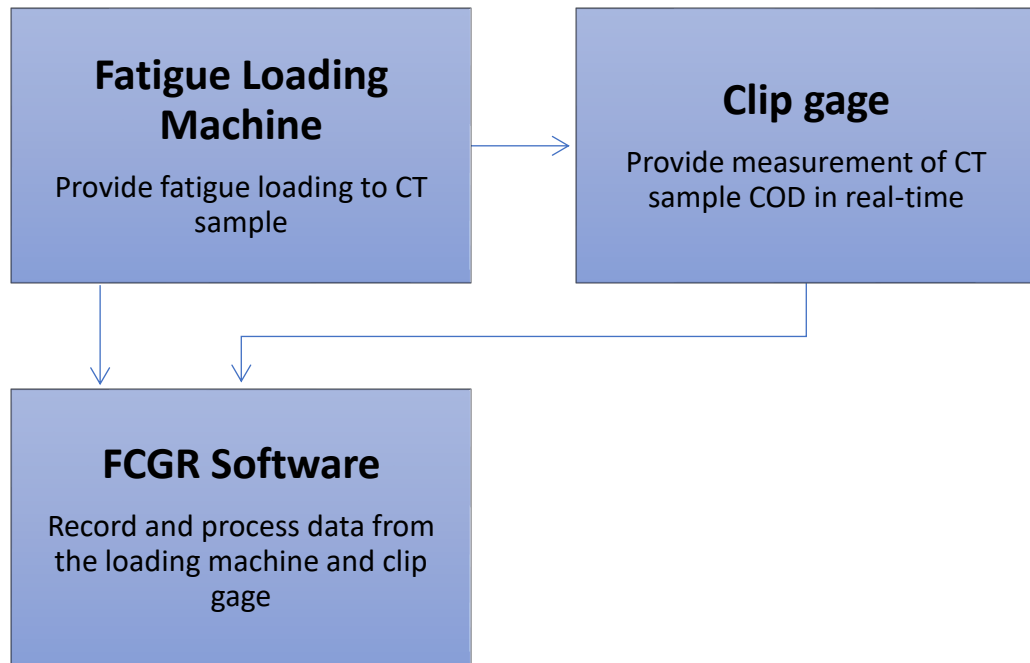 Fatigue Loading
Machine
Provide fatigue loading to CT
sample
Clip gage
Provide measurement of CT
sample COD in real-time
FCGR Software
Record and process data from
the loading machine and clip
gage